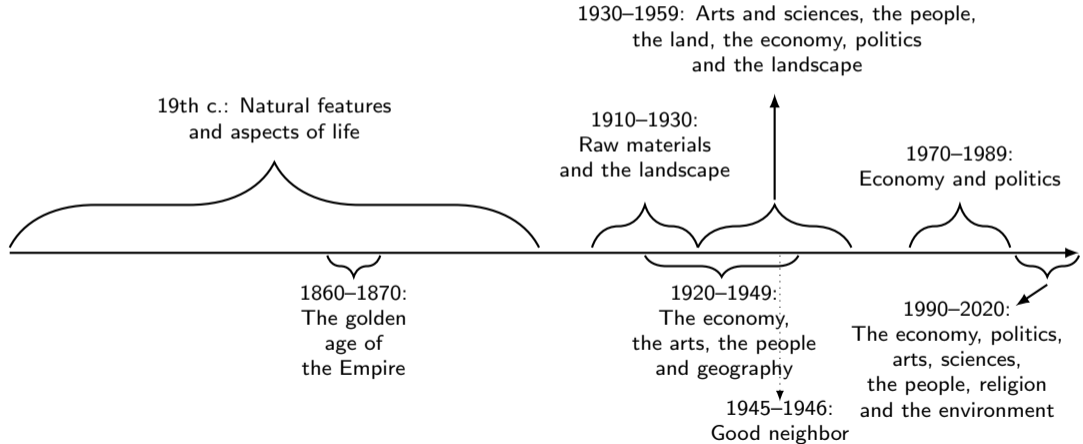 1930–1959: Arts and sciences, the people,
the land, the economy, politics
and the landscape
19th c.: Natural features
and aspects of life
1910–1930:
Raw materials
and the landscape
1970–1989:
Economy and politics
1860–1870:
The golden
age of
the Empire
1920–1949:
The economy,
the arts, the people
and geography
1945–1946:
Good neighbor
1990–2020:
The economy, politics,
arts, sciences,
the people, religion
and the environment